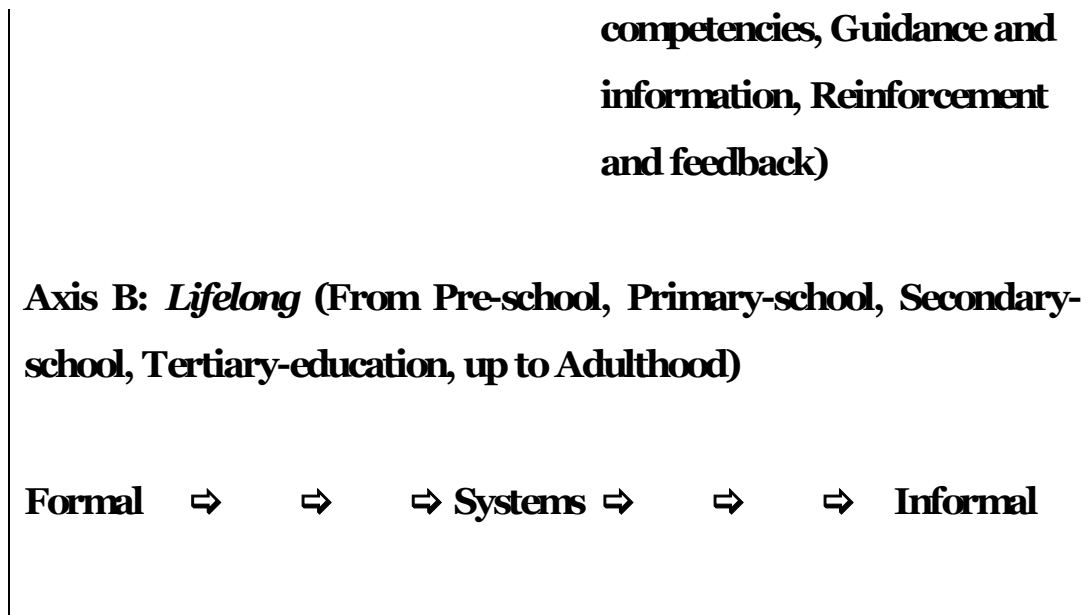 competencies, Guidance and
information, Reinforcement
and feedback)
Axis B: Lifelong (From Pre-school, Primary-school, Secondary-
school, Tertiary-education, up to Adulthood)
Formal ⇨ ⇨ ⇨ Systems ⇨ ⇨ ⇨ Informal